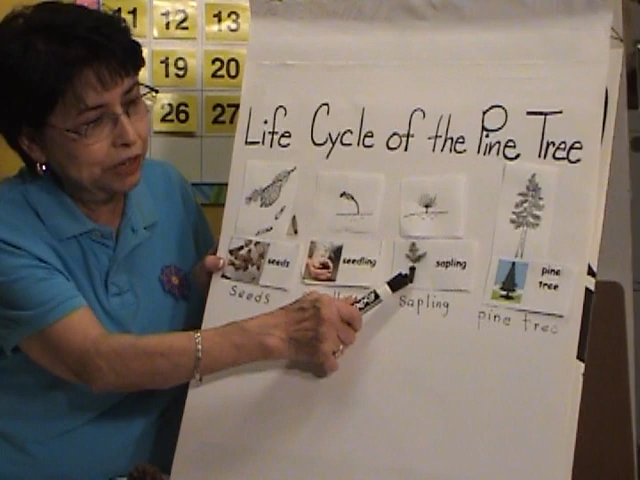 11 12 13
19 20
26 27
Life Cycle of the Pine Tree
seeds seedling sapling pine tree
seeds sapling pine tree